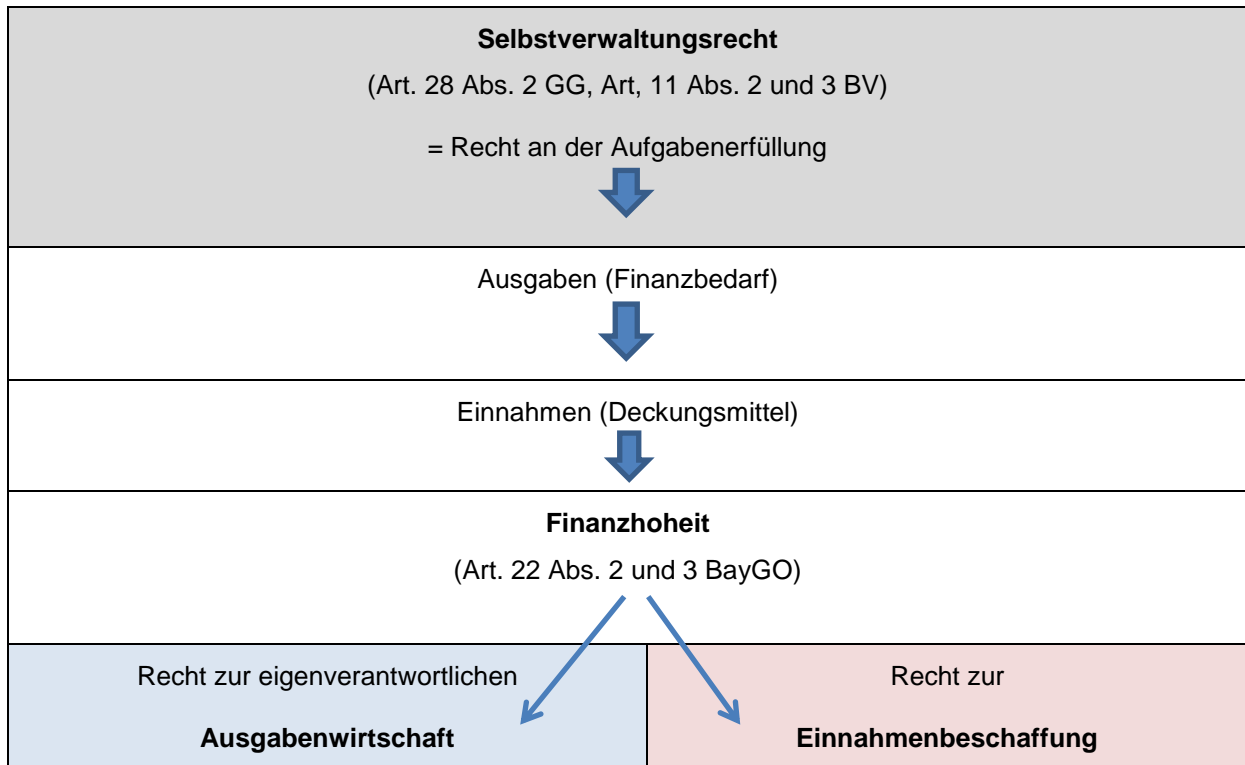 Selbstverwaltungsrecht
(Art. 28 Abs. 2 GG, Art, 11 Abs. 2 und 3 BV)
= Recht an der Aufgabenerfüllung
Ausgaben (Finanzbedarf)
Einnahmen (Deckungsmittel)
Finanzhoheit
(Art. 22 Abs. 2 und 3 BayGO)
Recht zur eigenverantwortlichen
Ausgabenwirtschaft
Recht zur
Einnahmenbeschaffung